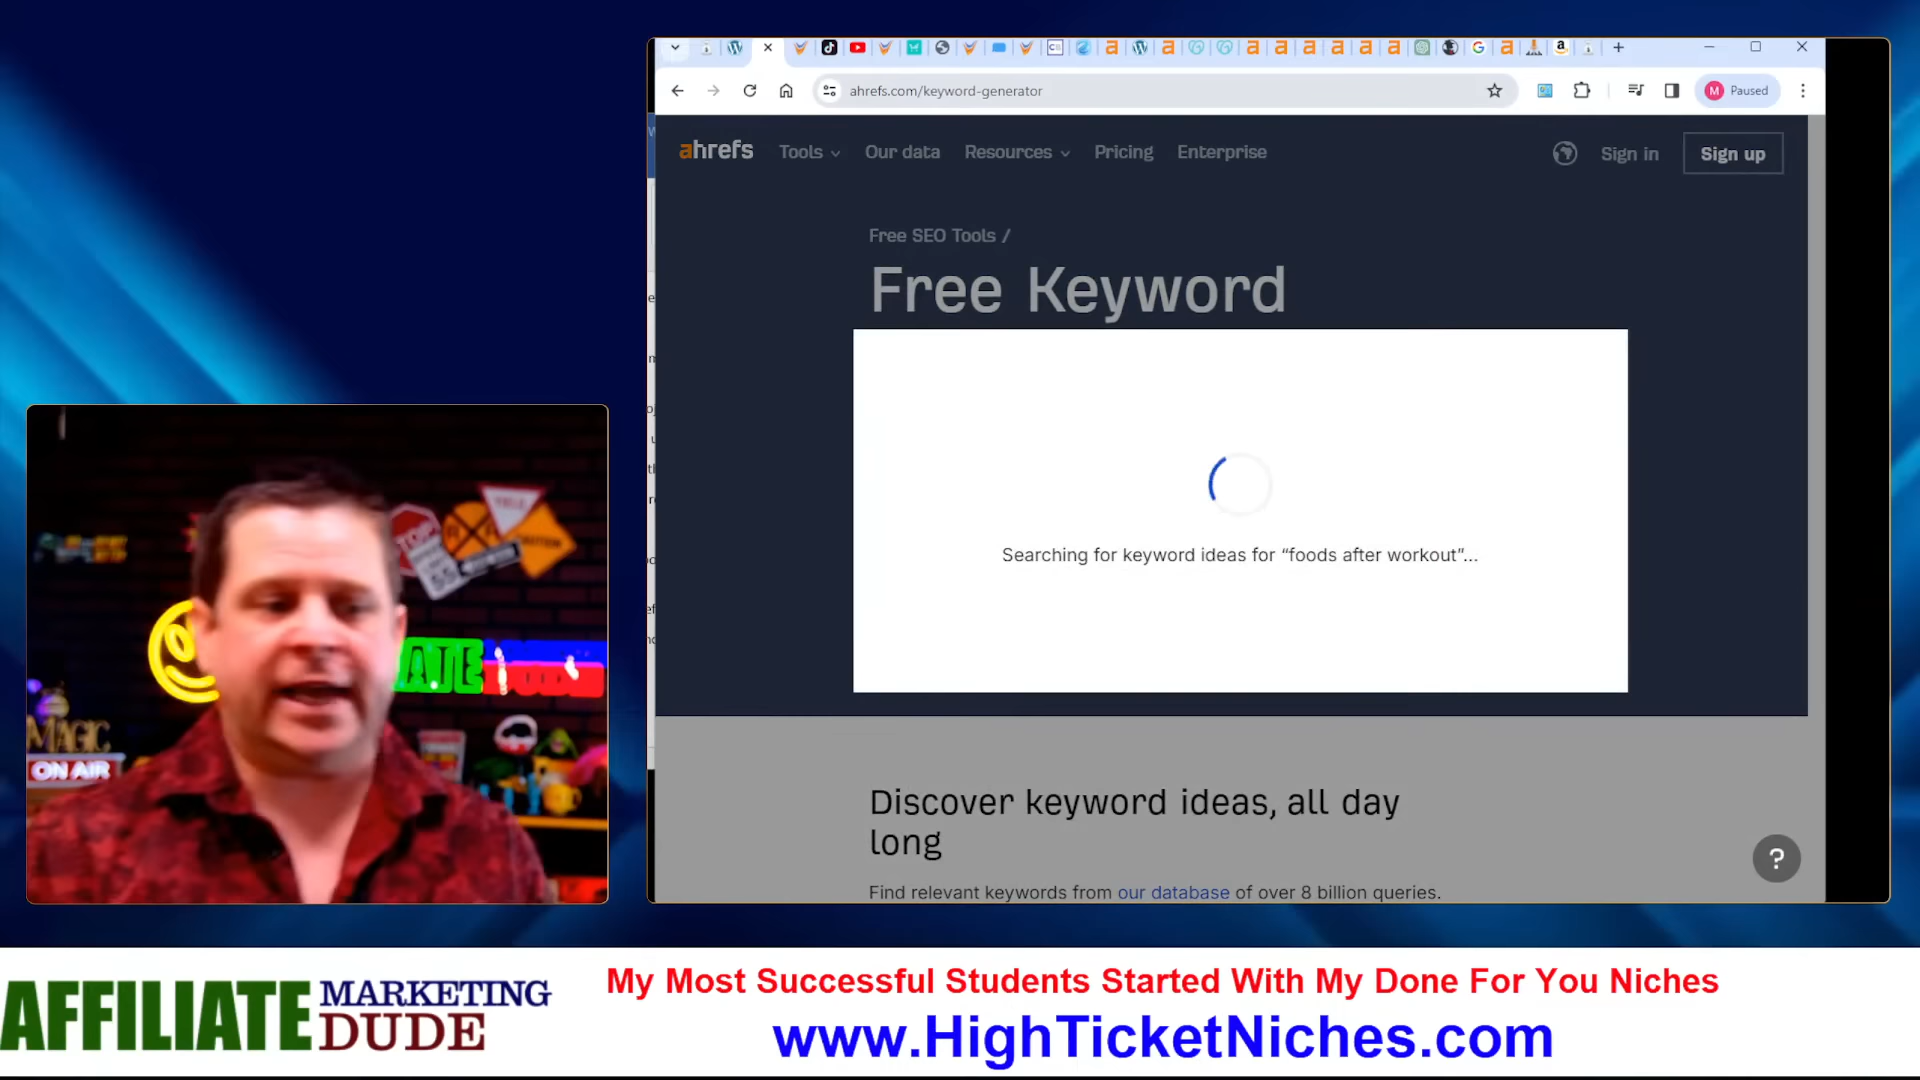 Paused
ahrefs.com/keyword-generator
ahrefs
Tools
Our data
Resources
Pricing
Enterprise
Sign in
Sign up
Free SEO Tools /
Free Keyword
Searching for keyword ideas for “foods after workout”...
Discover keyword ideas, all day
long
Find relevant keywords from our database of over 8 billion queries.
?
STOP
55
MAGIC
ON AIR
AFFILIATE MARKETING
DUDE
My Most Successful Students Started With My Done For You Niches
www.HighTicketNiches.com